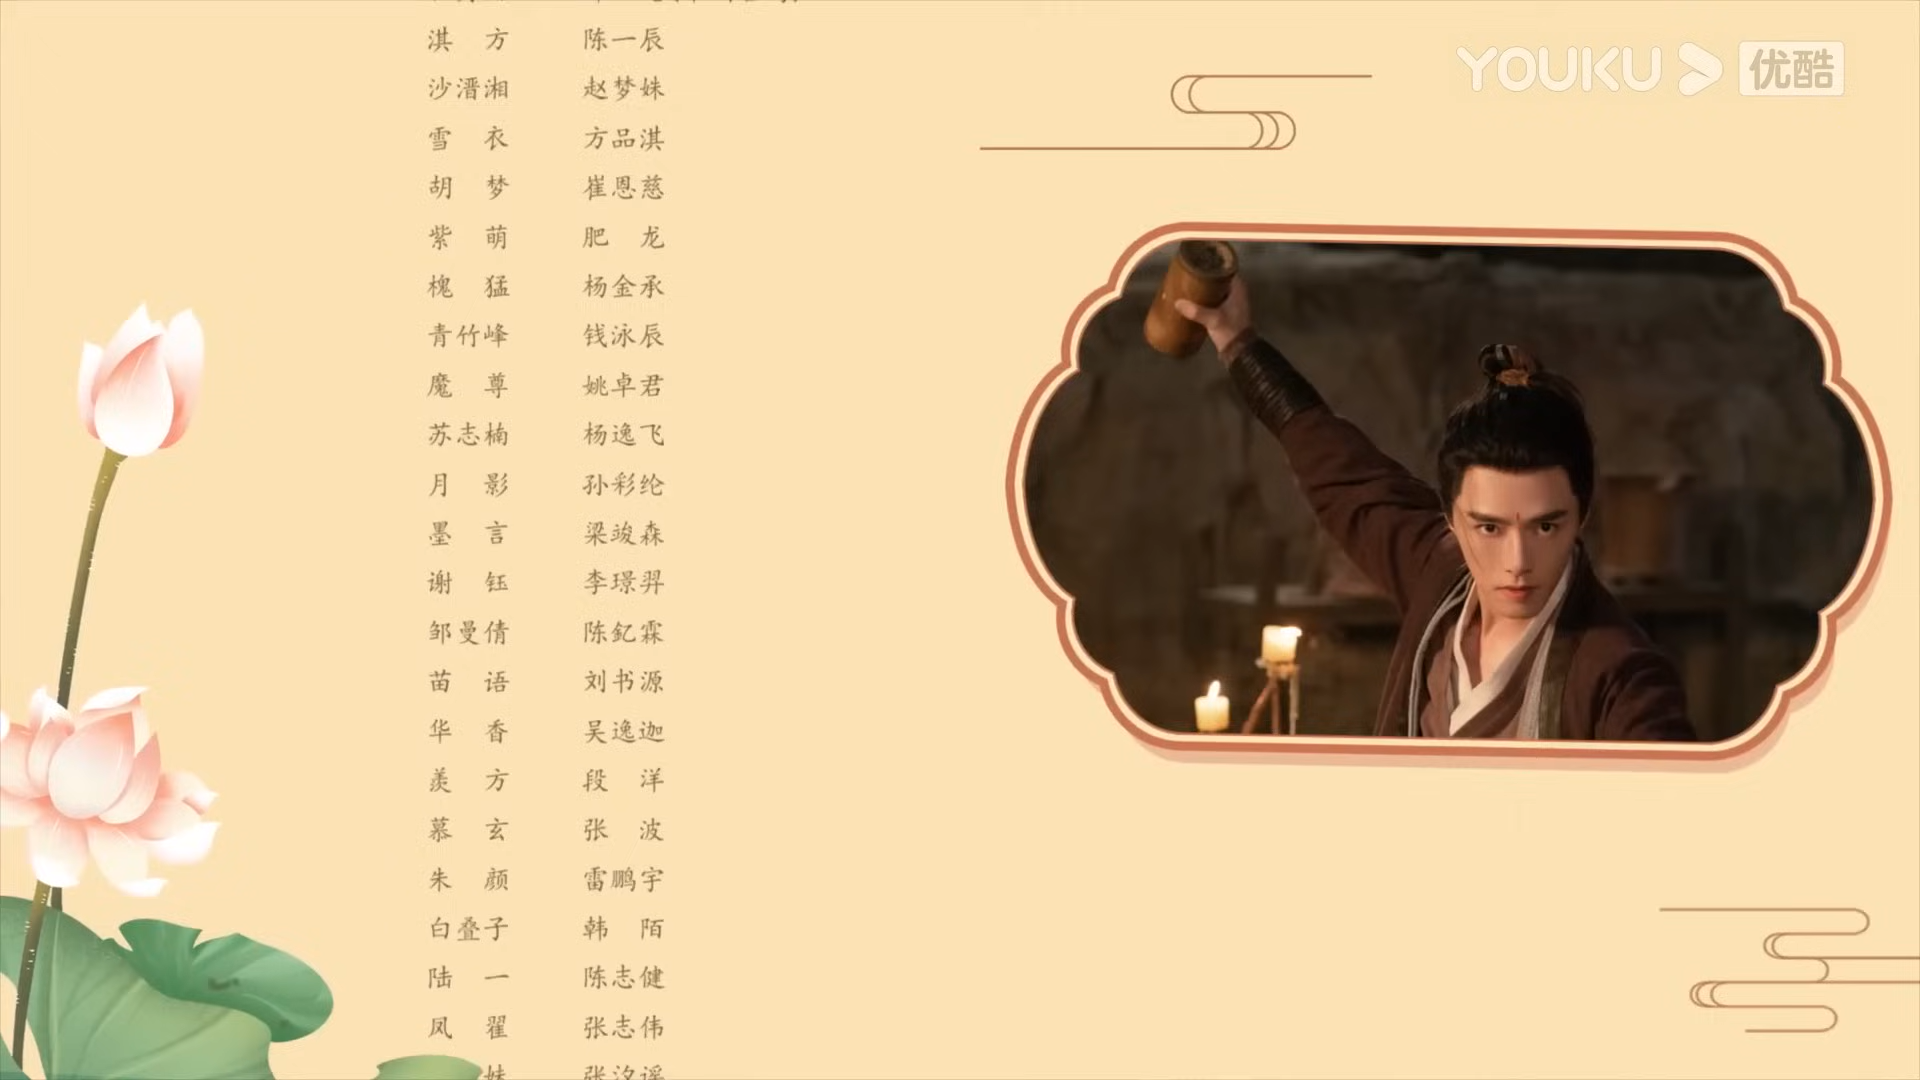 YOUKU 优酷
淇 方 陈一辰
沙溍湘 赵梦姝
雪 衣 方品淇
胡 梦 崔恩慈
紫 萌 肥 龙
槐 猛 杨金承
青竹峰 钱泳辰
魔 尊 姚卓君
苏志楠 杨逸飞
月 影 孙彩纶
墨 言 梁竣森
谢 钰 李璟羿
邹曼倩 陈釔霖
苗 语 刘书源
华 香 吴逸迦
羡 方 段 洋
慕 玄 张 波
朱 颜 雷鹏宇
白叠子 韩 陌
陆 一 陈志健
凤 翟 张志伟
妹 张汐谣